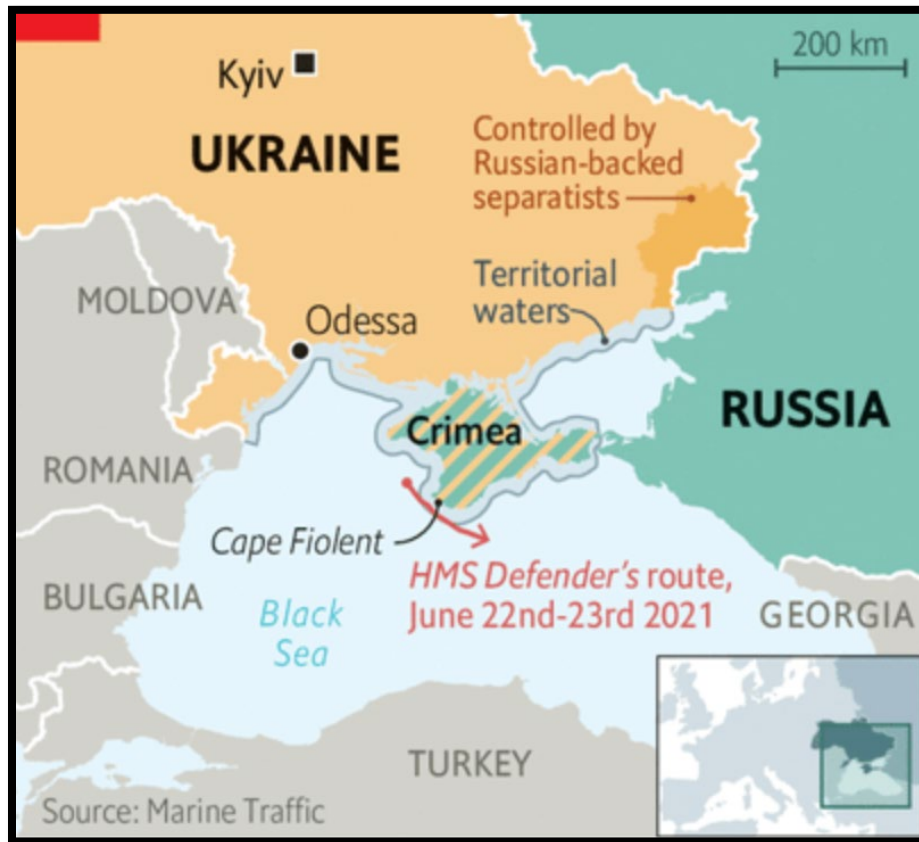 200 km
Kyiv
UKRAINE
Controlled by
Russian-backed
separatists
Territorial
waters
MOLDOVA
Odessa
RUSSIA
Crimea
ROMANIA
Cape Fiolent
HMS Defender's route,
June 22nd-23rd 2021
BULGARIA
Black
Sea
GEORGIA
TURKEY
Source: Marine Traffic